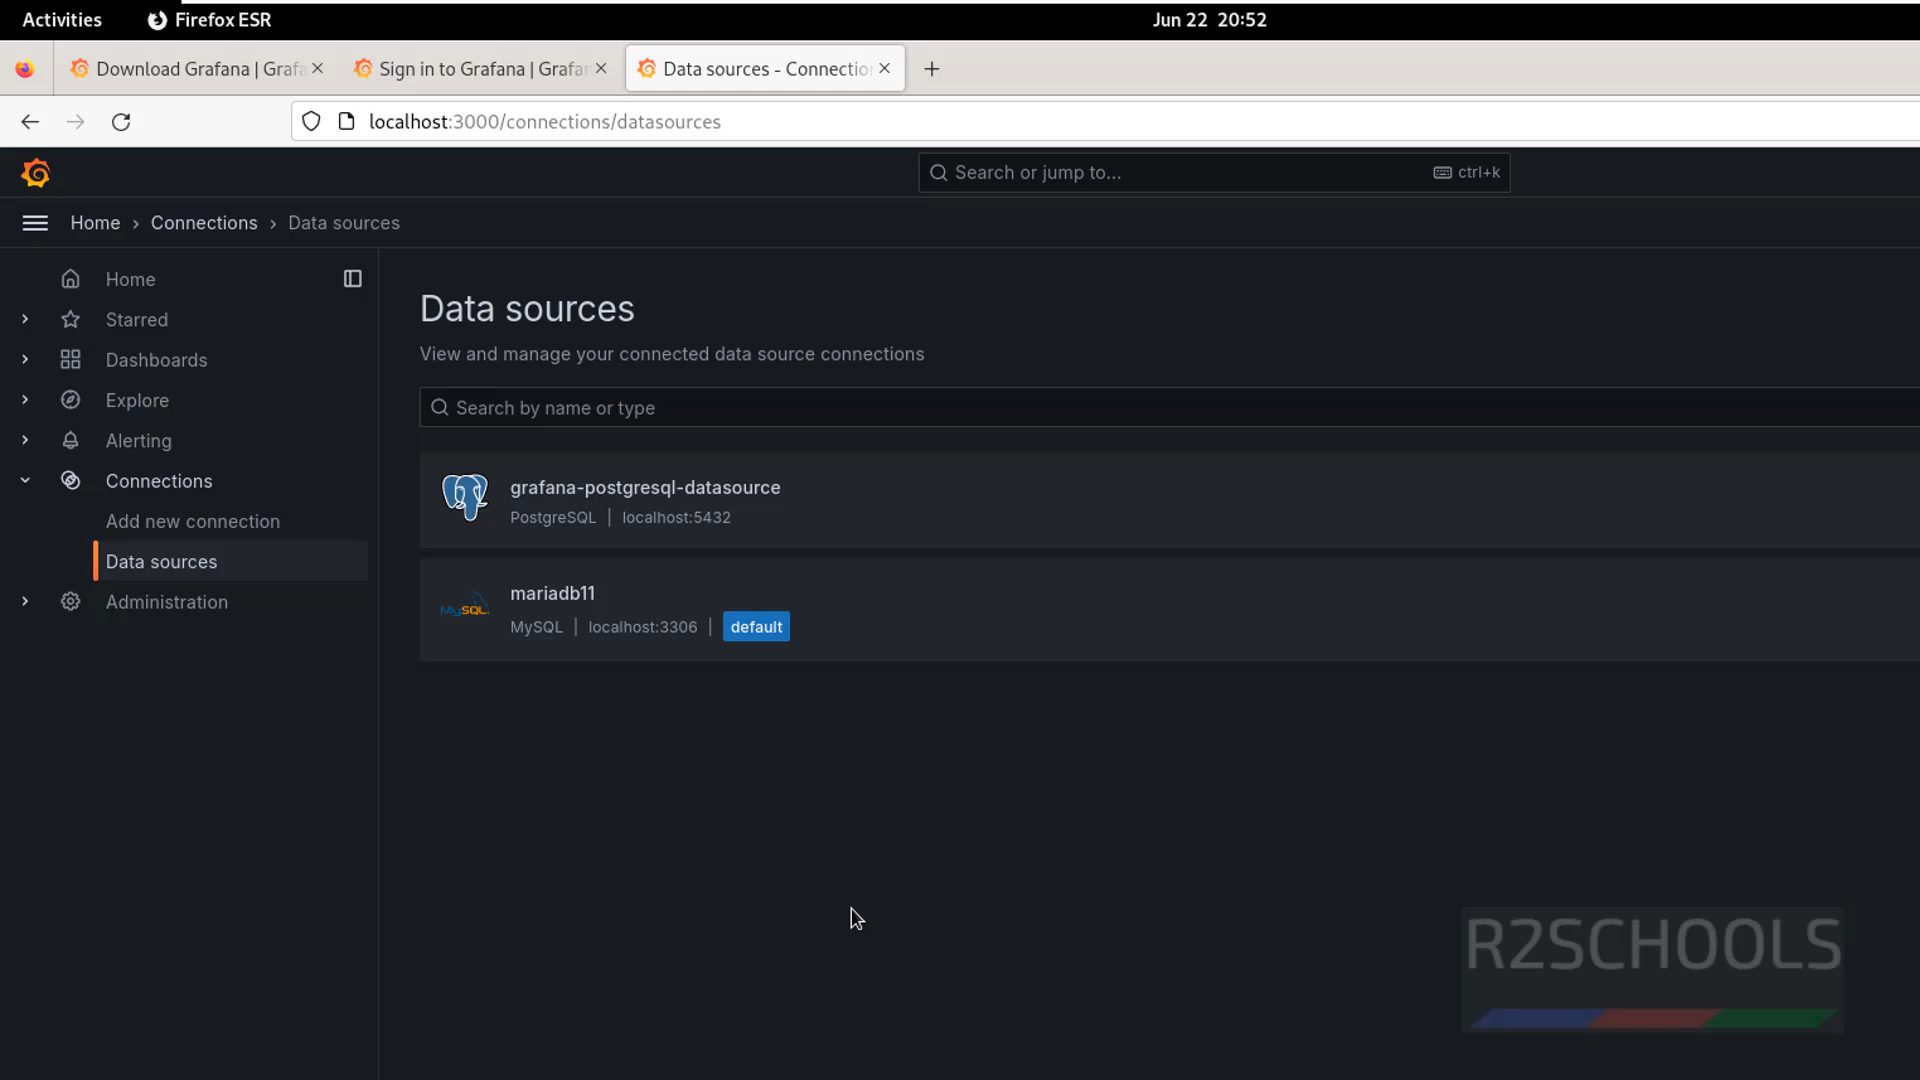 Activities Firefox ESR Jun 22 20:52
Download Grafana | Grafa Sign in to Grafana | Grafan Data sources - Connectio
localhost:3000/connections/datasources
Search or jump to... ctrl+k
Home › Connections › Data sources
Home
Starred
Dashboards
Explore
Alerting
Connections
Add new connection
Data sources
Administration
Data sources
View and manage your connected data source connections
Search by name or type
grafana-postgresql-datasource
PostgreSQL | localhost:5432
MySQL
mariadb11
MySQL | localhost:3306 | default
R2SCHOOLS